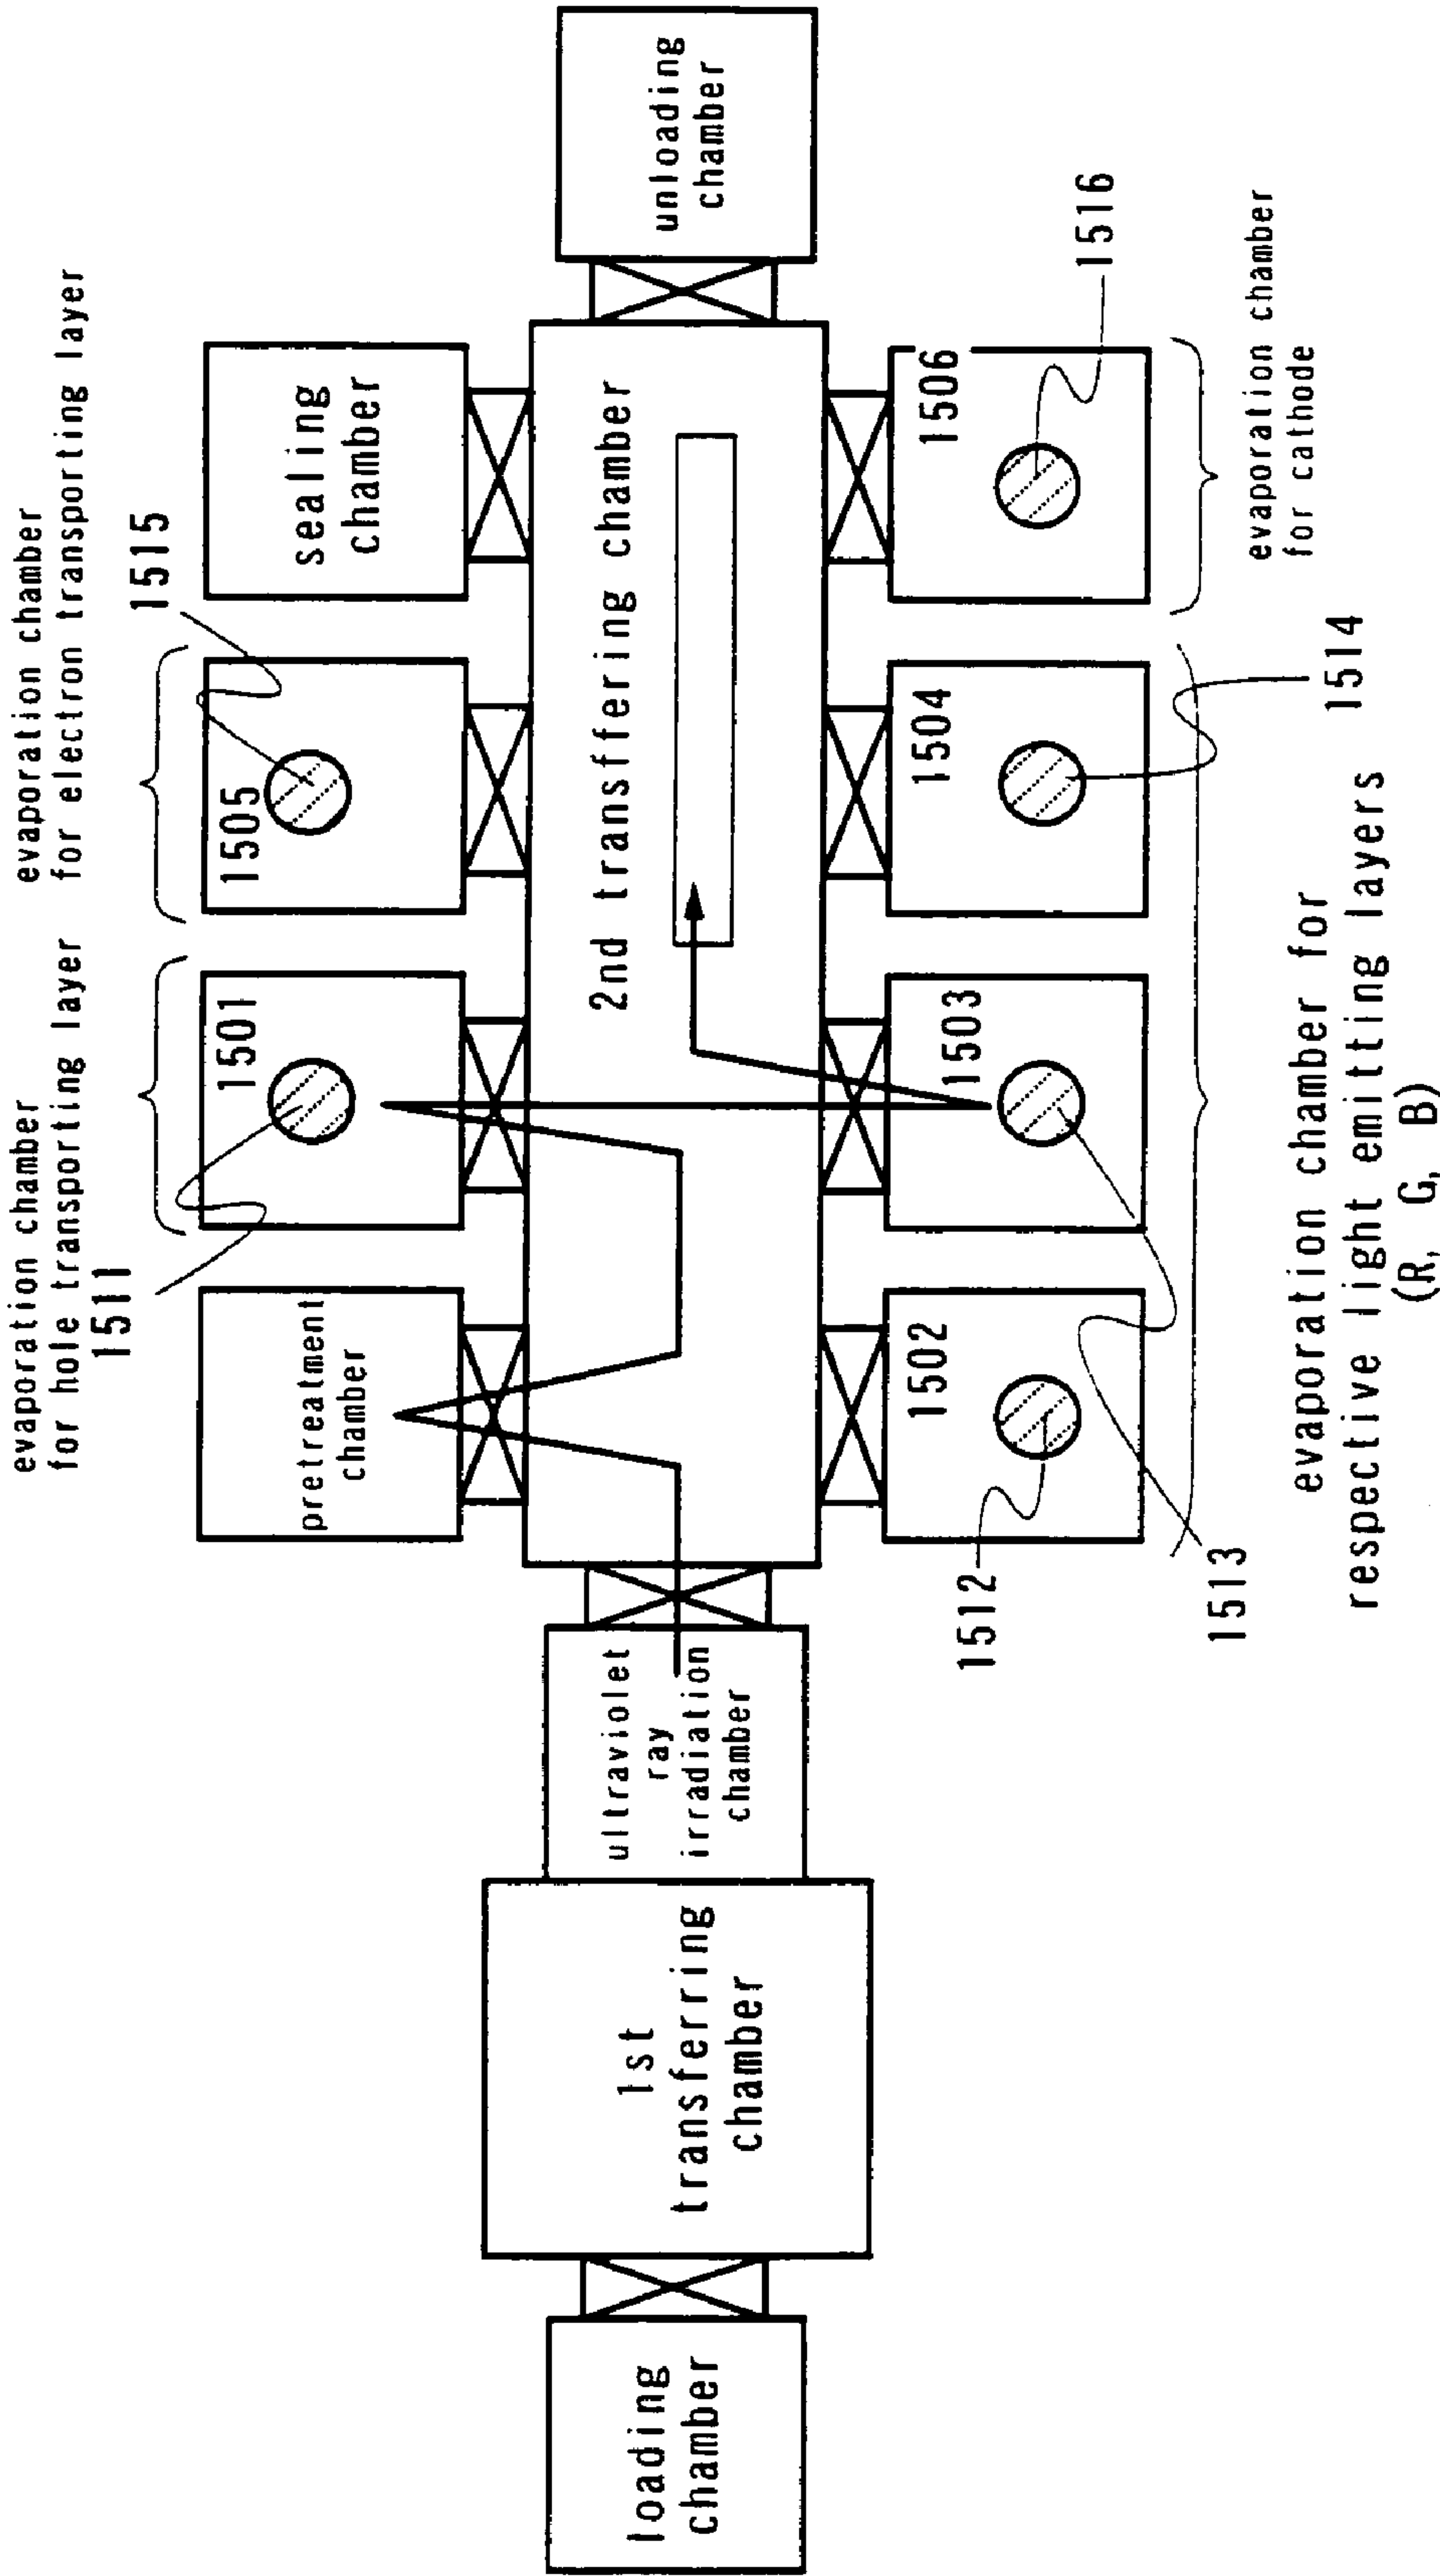 evaporation chamber
for hole transporting layer
1511
evaporation chamber
for electron transporting layer
1515
pretreatment
chamber
1501
1505
sealing
chamber
loading
chamber
1st
transferring
chamber
ultraviolet
ray
irradiation
chamber
2nd transffering chamber
unloading
chamber
1502
1503
1504
1506
1512
1513
1514
1516
evaporation chamber for
respective light emitting layers
(R, G, B)
evaporation chamber
for cathode